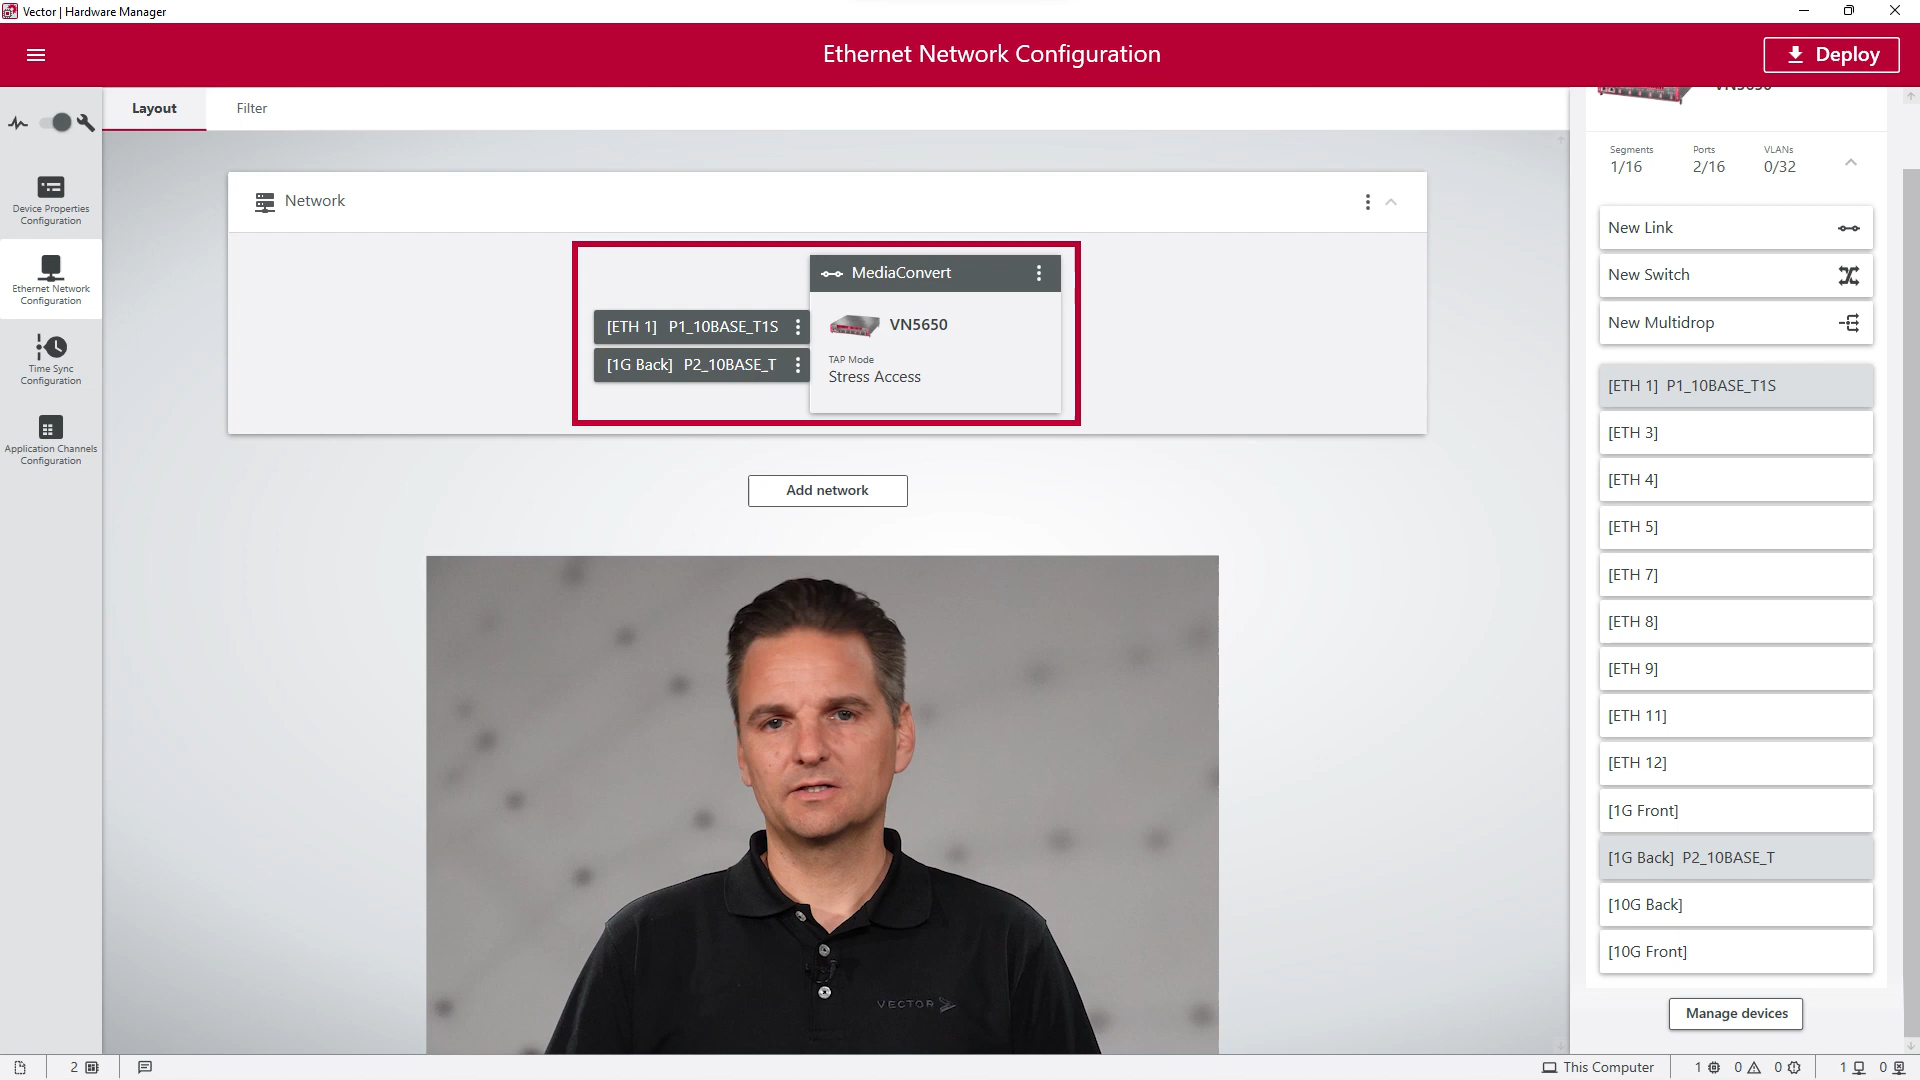 Vector | Hardware Manager
Ethernet Network Configuration
Deploy
Layout
Filter
Device Properties
Configuration
Ethernet Network
Configuration
Time Sync
Configuration
Application Channels
Configuration
Network
MediaConvert
[ETH 1] P1_10BASE_T1S
[1G Back] P2_10BASE_T
VN5650
TAP Mode
Stress Access
Add network
VECTOR
VN5650
Segments
1/16
Ports
2/16
VLANs
0/32
New Link
New Switch
New Multidrop
[ETH 1] P1_10BASE_T1S
[ETH 3]
[ETH 4]
[ETH 5]
[ETH 7]
[ETH 8]
[ETH 9]
[ETH 11]
[ETH 12]
[1G Front]
[1G Back] P2_10BASE_T
[10G Back]
[10G Front]
Manage devices
2
This Computer
1
0
0
1
0